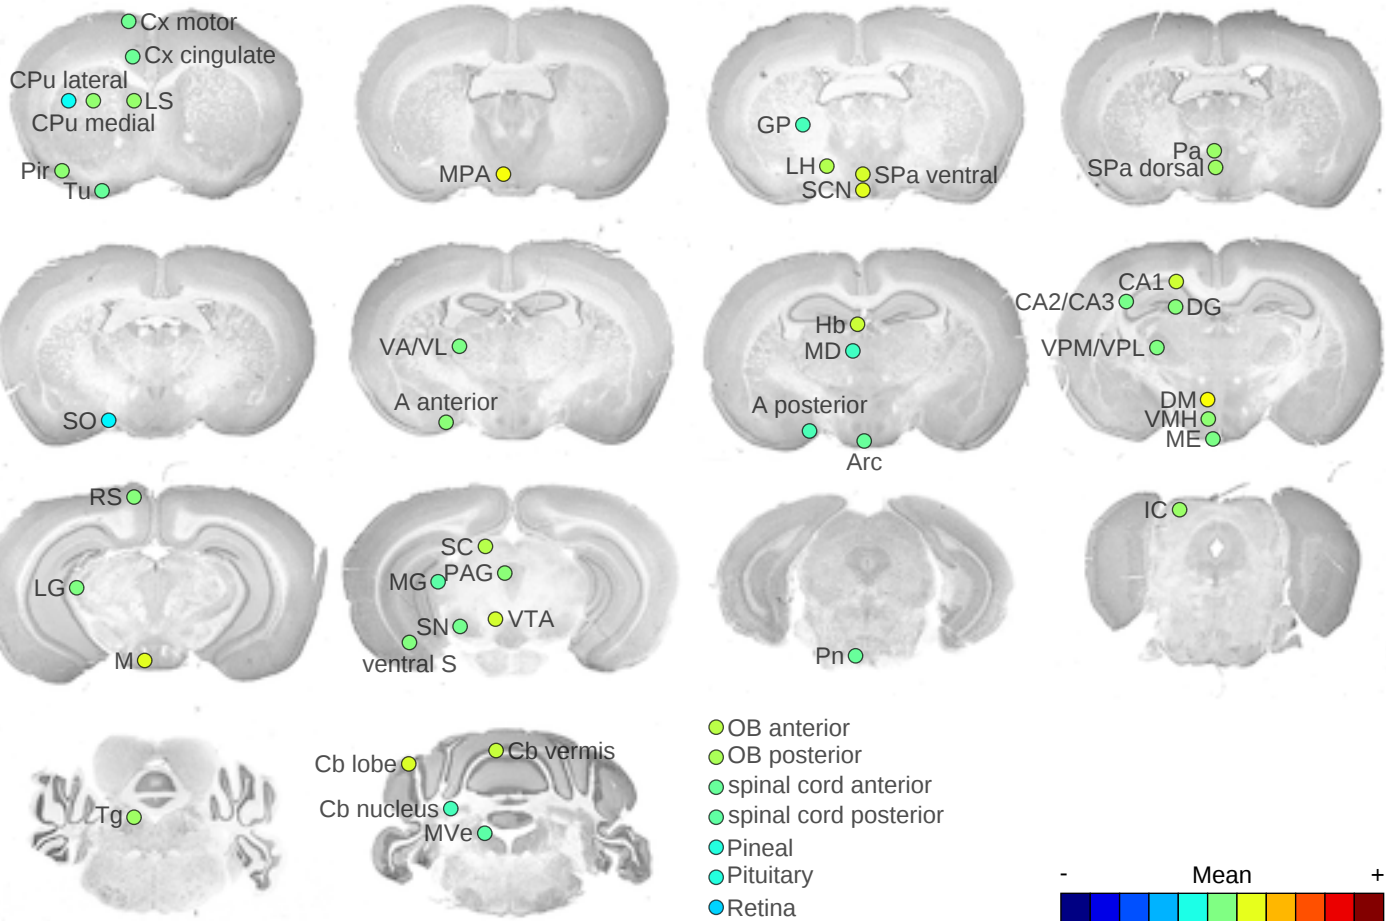 Cx motor
Cx cingulate
CPu lateral
LS
CPu medial
Pir
Tu
MPA
GP
LH
SPa ventral
SCN
Pa
SPa dorsal
SO
VA/VL
A anterior
Hb
MD
A posterior
Arc
CA1
CA2/CA3
DG
VPM/VPL
DM
VMH
ME
RS
LG
M
SC
MG
PAG
SN
VTA
ventral S
Pn
IC
Tg
Cb lobe
Cb vermis
Cb nucleus
MVe
OB anterior
OB posterior
spinal cord anterior
spinal cord posterior
Pineal
Pituitary
Retina
- Mean +